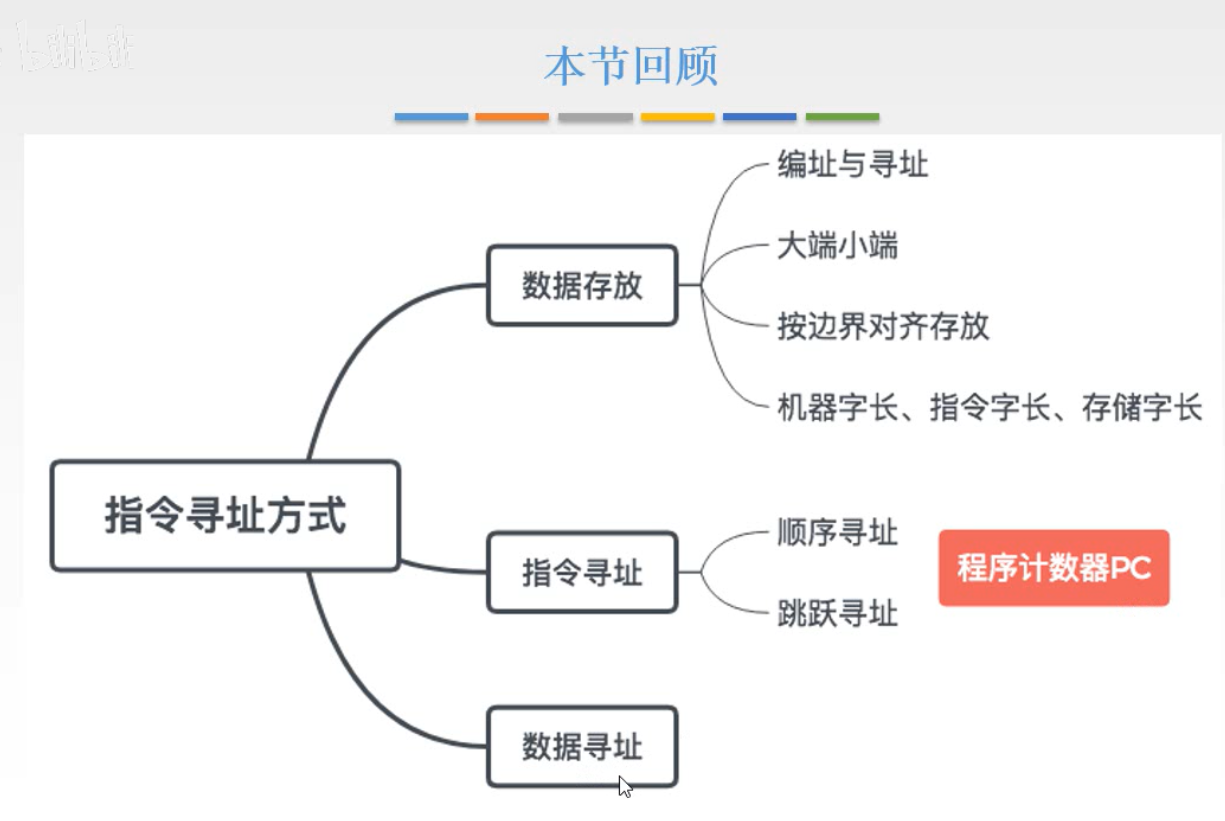 bilibili
本节回顾
编址与寻址
大端小端
数据存放
按边界对齐存放
机器字长、指令字长、存储字长
指令寻址方式
顺序寻址
指令寻址
程序计数器PC
跳跃寻址
数据寻址